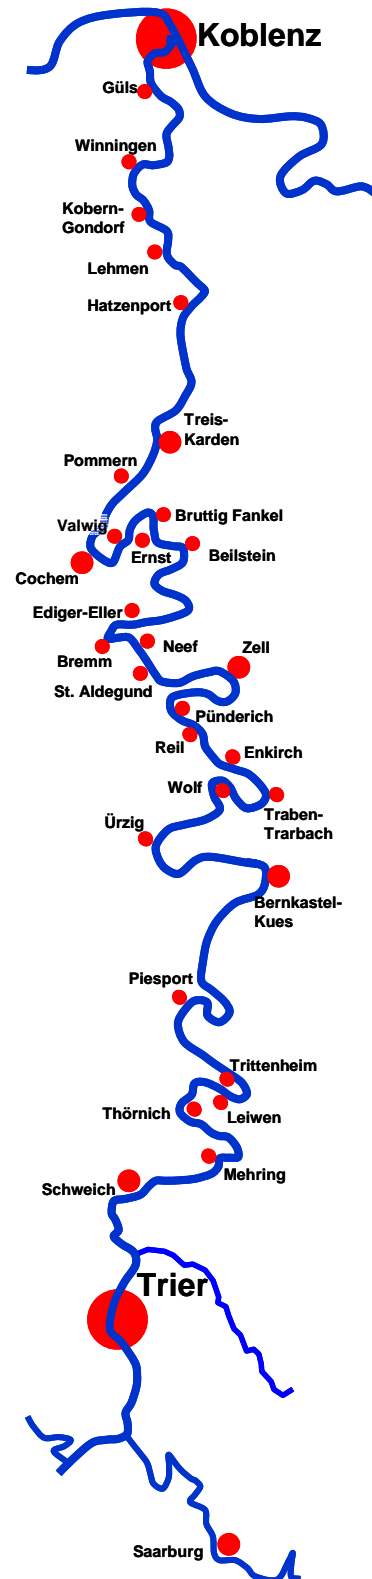 Koblenz
Güls
Winningen
Kobern-
Gondorf
Lehmen
Hatzenport
Treis-
Karden
Pommern
Bruttig Fankel
Valwig
Ernst
Beilstein
Cochem
Ediger-Eller
Neef
Zell
Bremm
St. Aldegund
Pünderich
Reil
Enkirch
Wolf
Traben-
Trarbach
Ürzig
Bernkastel-
Kues
Piesport
Trittenheim
Thörnich
Leiwen
Mehring
Schweich
Trier
Saarburg